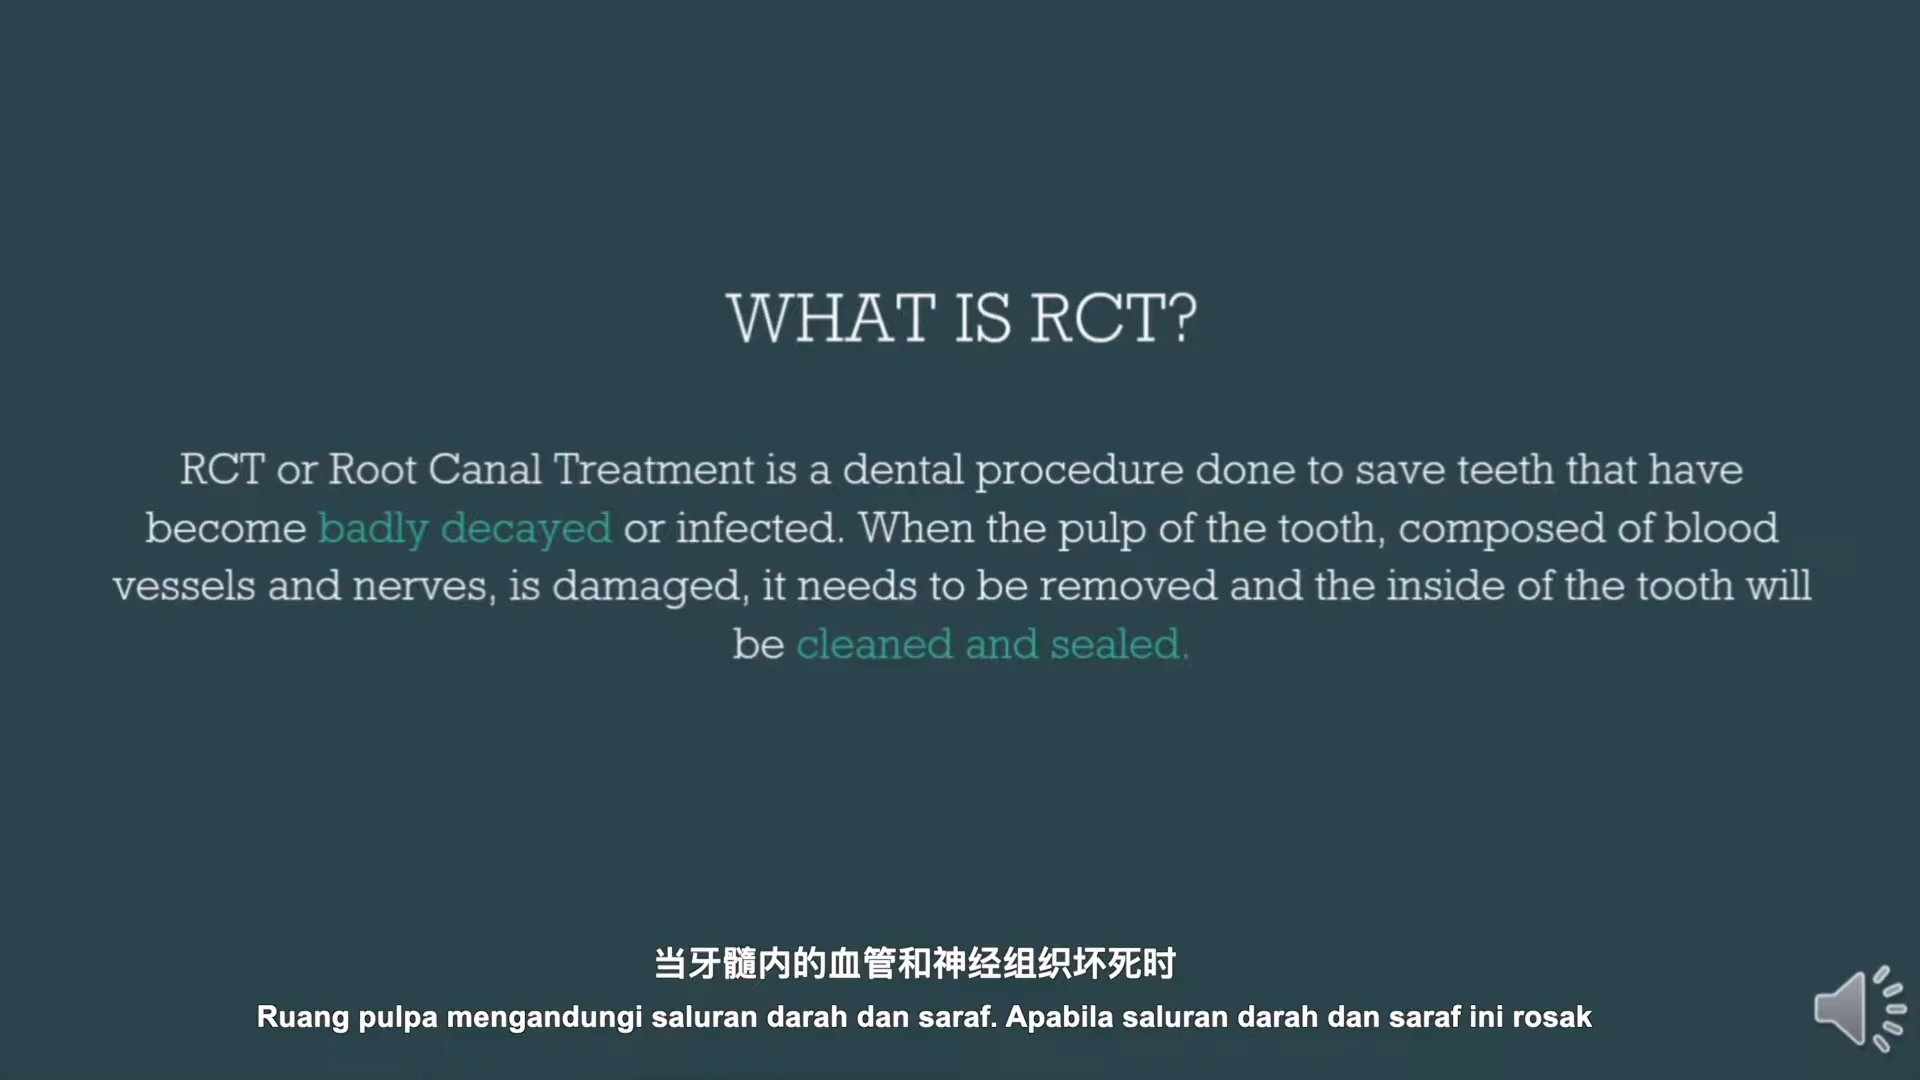 WHAT IS RCT?
RCT or Root Canal Treatment is a dental procedure done to save teeth that have
become badly decayed or infected. When the pulp of the tooth, composed of blood
vessels and nerves, is damaged, it needs to be removed and the inside of the tooth will
be cleaned and sealed.
当牙髓内的血管和神经组织坏死时
Ruang pulpa mengandungi saluran darah dan saraf. Apabila saluran darah dan saraf ini rosak